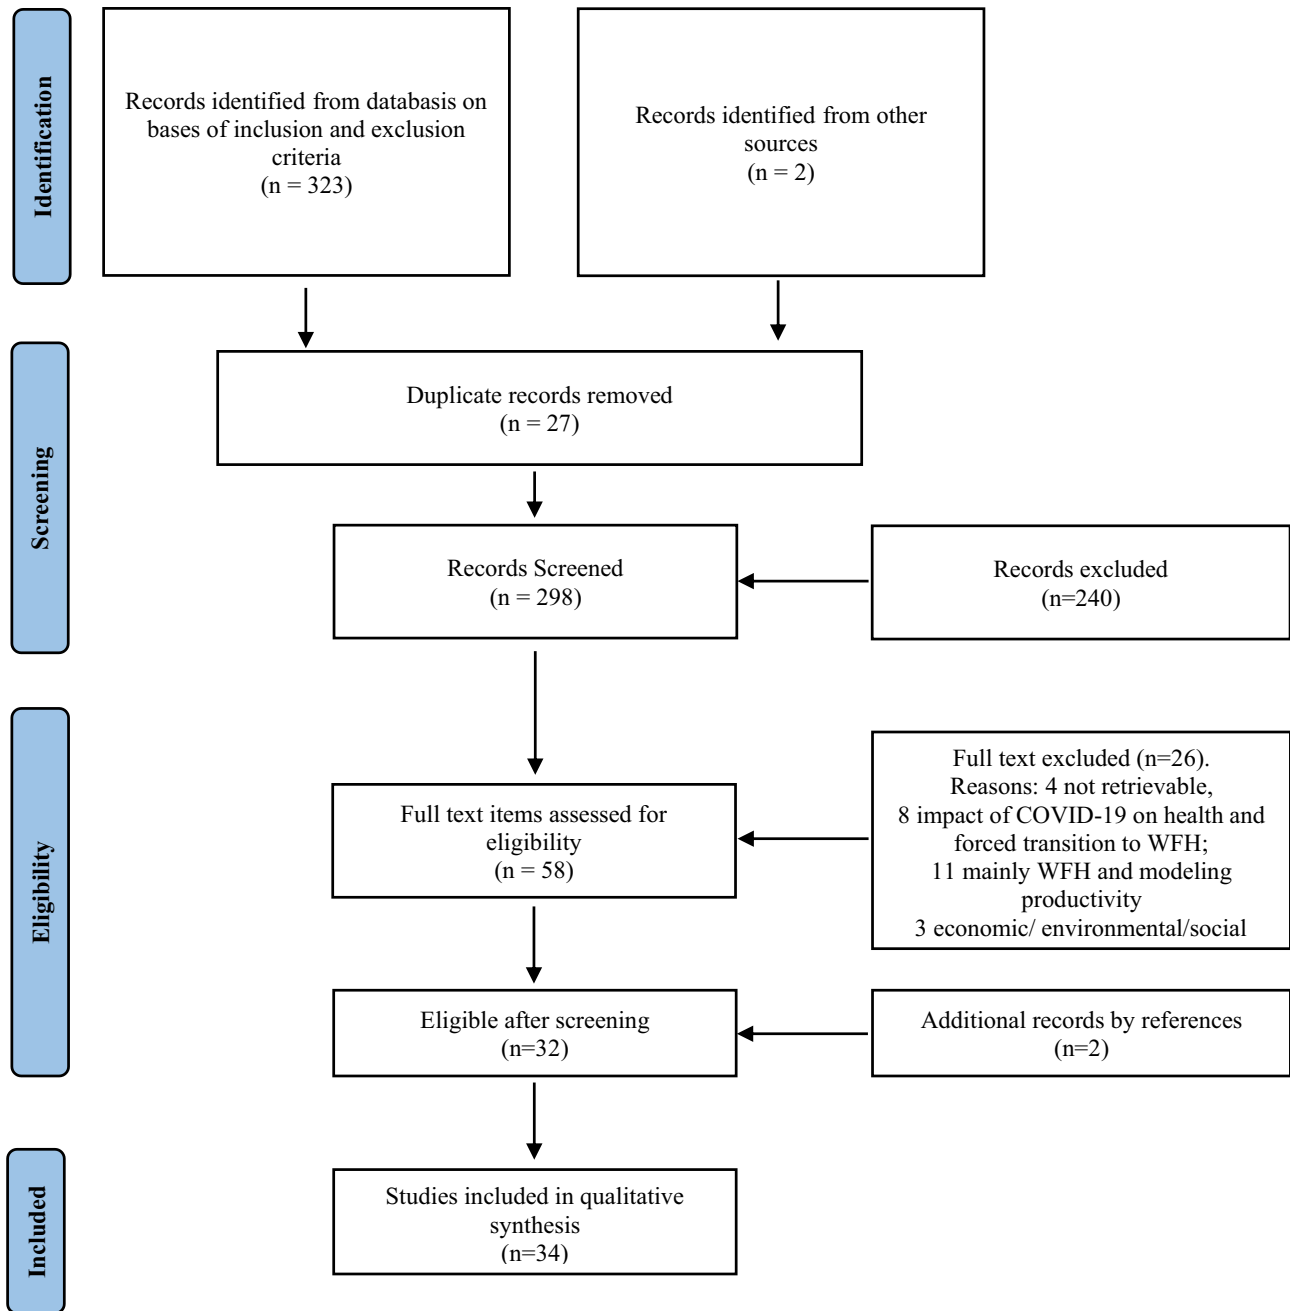 Identification
Records identified from databasis on
bases of inclusion and exclusion
criteria
(n = 323)
Records identified from other
sources
(n = 2)
Screening
Duplicate records removed
(n = 27)
Records Screened
(n = 298)
Records excluded
(n=240)
Eligibility
Full text items assessed for
eligibility
(n = 58)
Full text excluded (n=26).
Reasons: 4 not retrievable,
8 impact of COVID-19 on health and
forced transition to WFH;
11 mainly WFH and modeling
productivity
3 economic/ environmental/social
Eligible after screening
(n=32)
Additional records by references
(n=2)
Included
Studies included in qualitative
synthesis
(n=34)